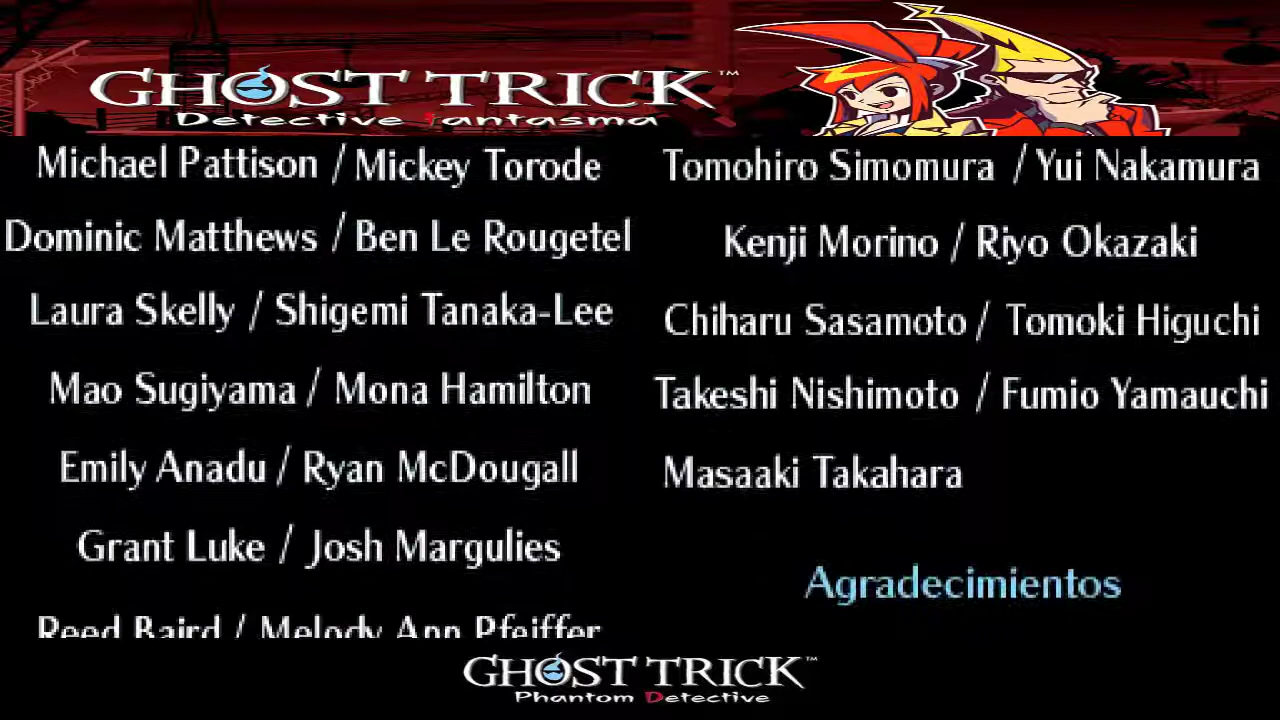 GHOST TRICK™
Detective Fantasma
Michael Pattison / Mickey Torode
Dominic Matthews / Ben Le Rougetel
Laura Skelly / Shigemi Tanaka-Lee
Mao Sugiyama / Mona Hamilton
Emily Anadu / Ryan McDougall
Grant Luke / Josh Margulies
Reed Baird / Melody Ann Pfeiffer
Tomohiro Simomura / Yui Nakamura
Kenji Morino / Riyo Okazaki
Chiharu Sasamoto / Tomoki Higuchi
Takeshi Nishimoto / Fumio Yamauchi
Masaaki Takahara
Agradecimientos
GHOST TRICK™
Phantom Detective